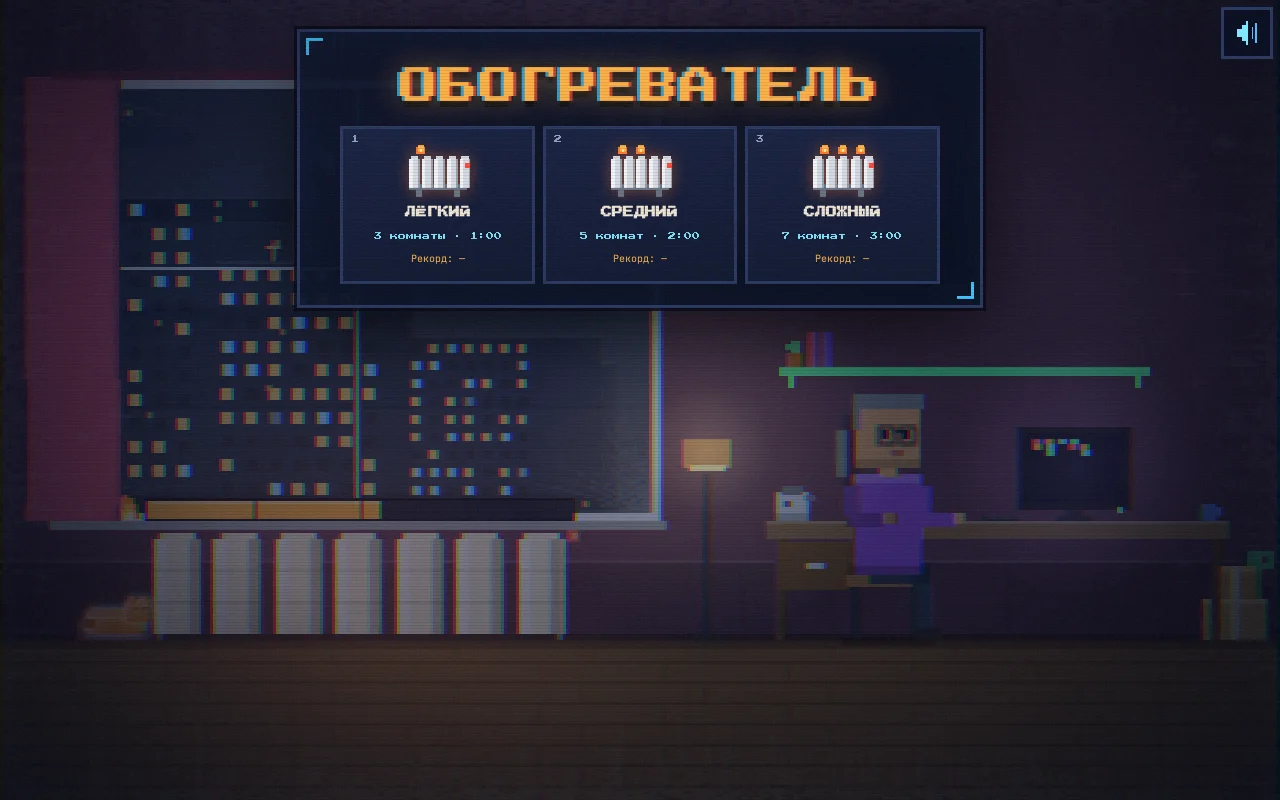 ОБОГРЕВАТЕЛЬ
1
ЛЁГКИЙ
3 комнаты · 1:00
Рекорд: –
2
СРЕДНИЙ
5 комнат · 2:00
Рекорд: –
3
СЛОЖНЫЙ
7 комнат · 3:00
Рекорд: –